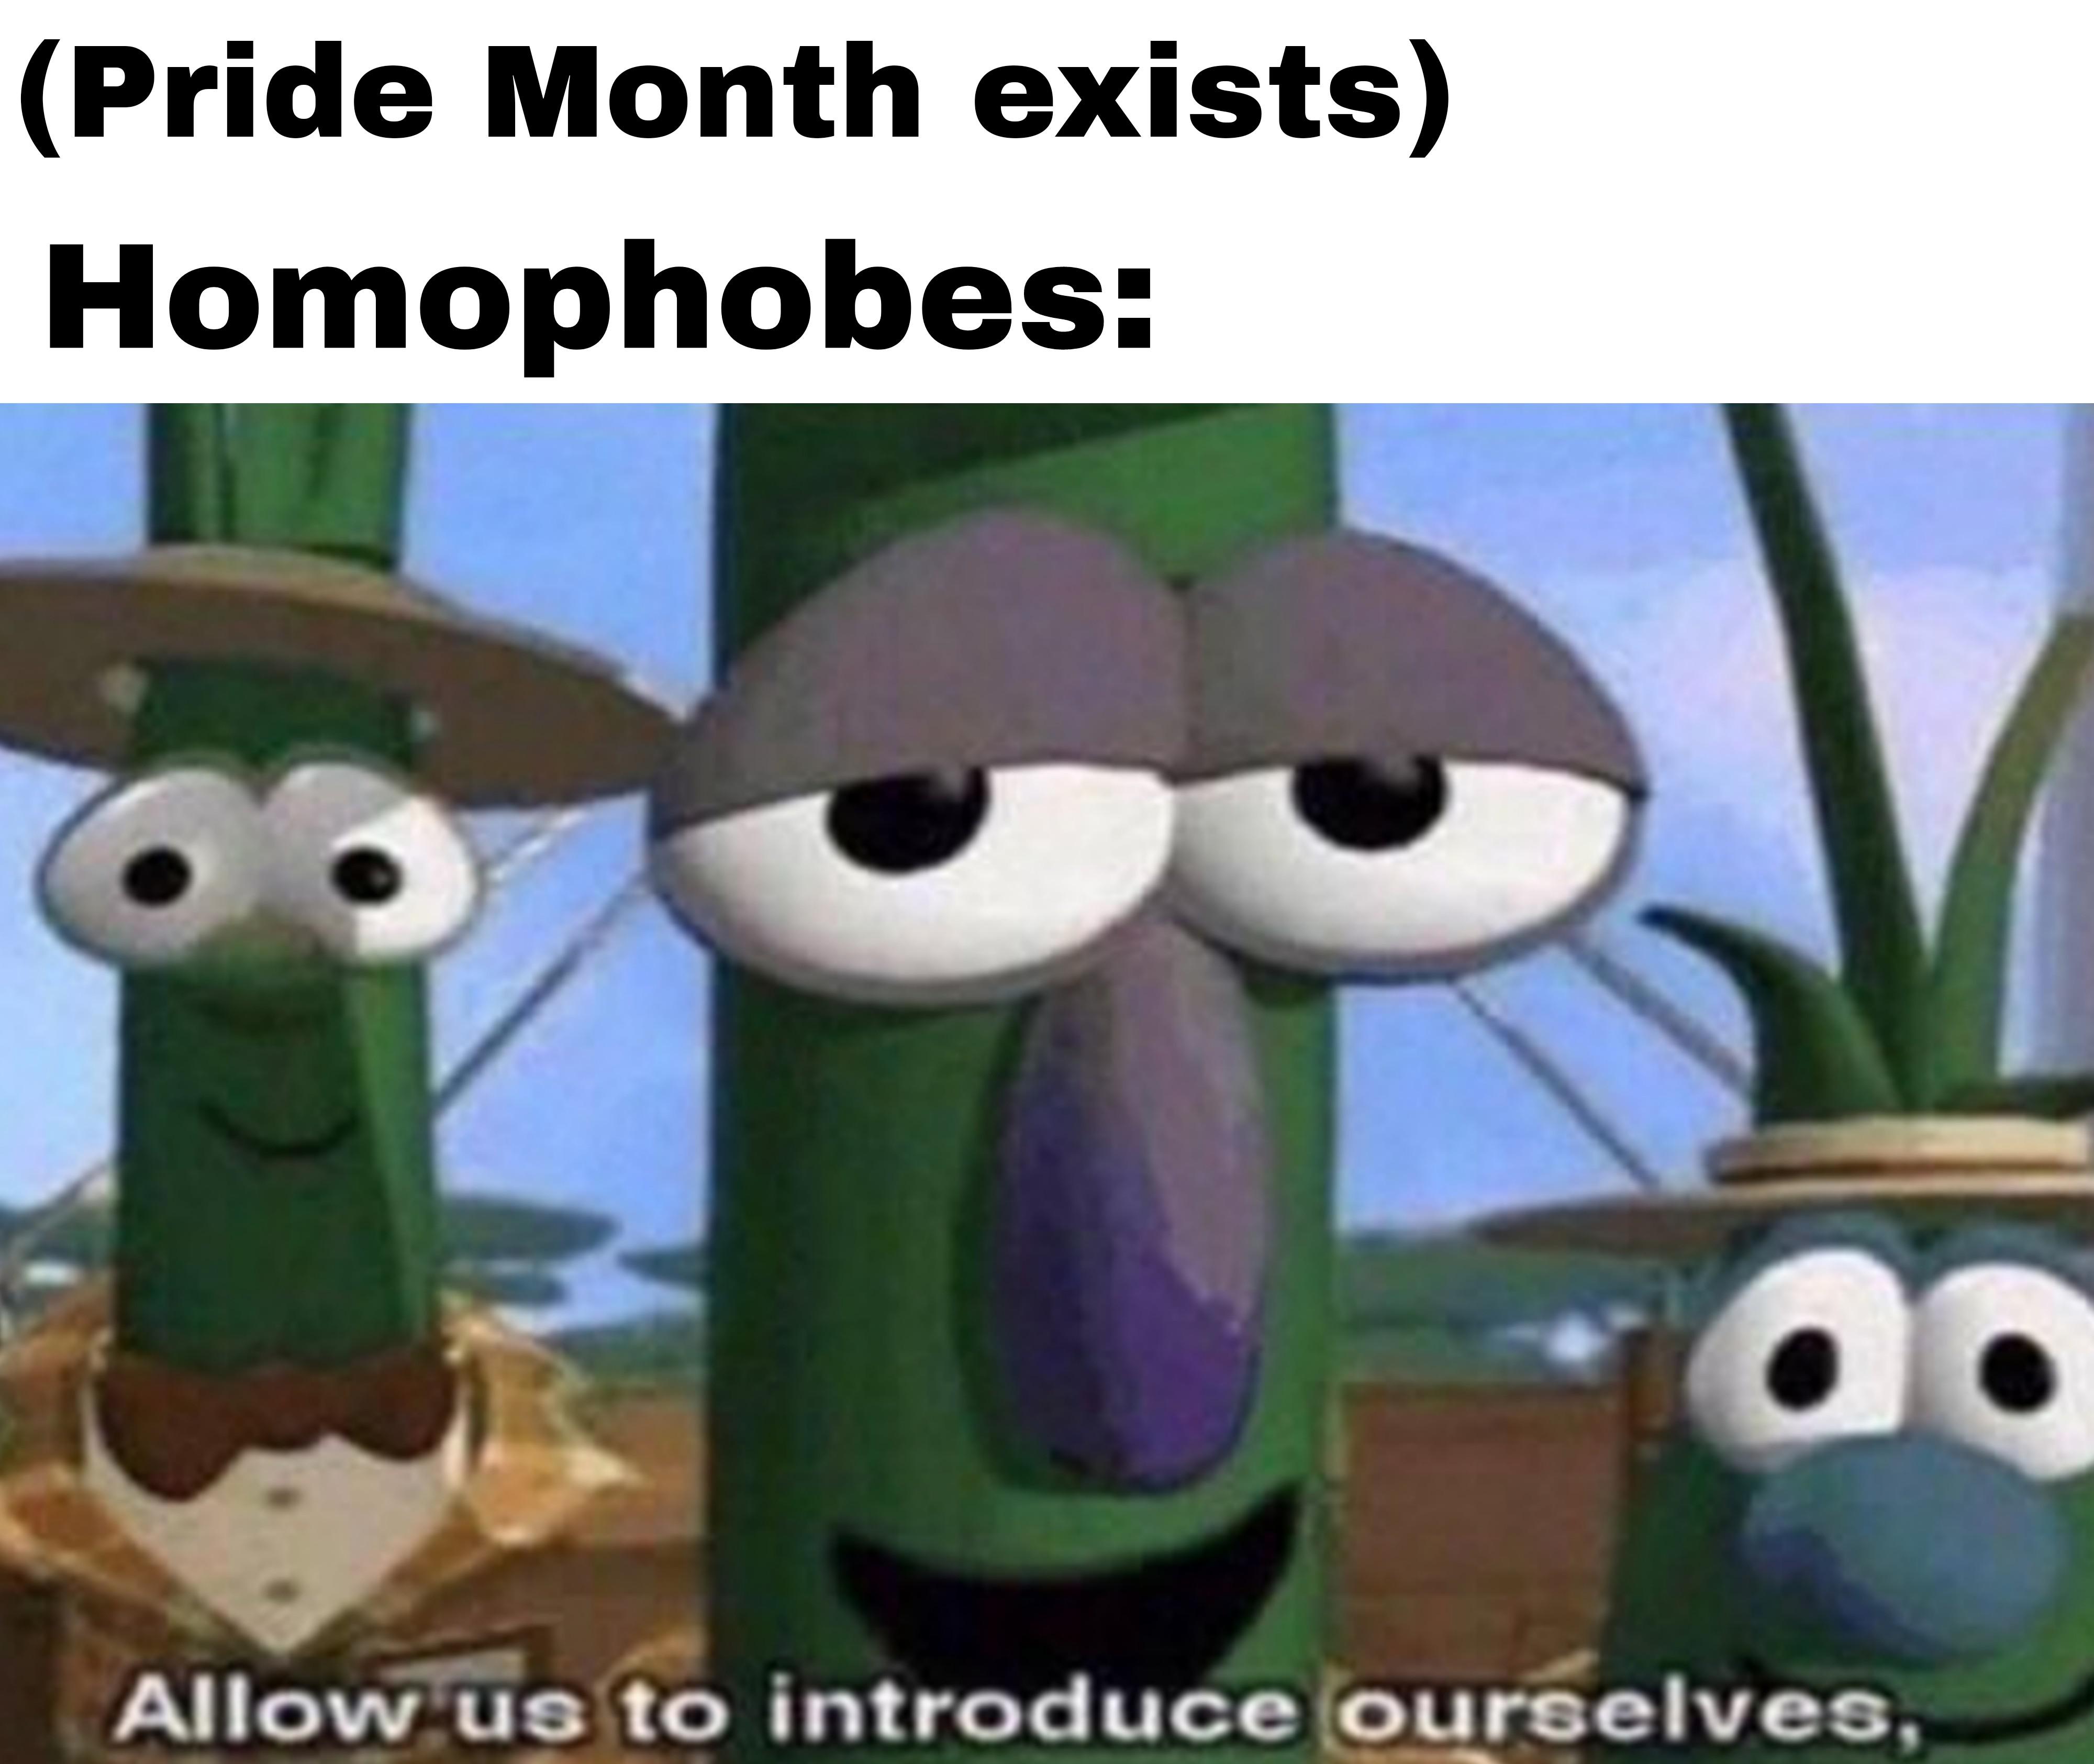 (Pride Month exists)
Homophobes:
Allow us to introduce ourselves,